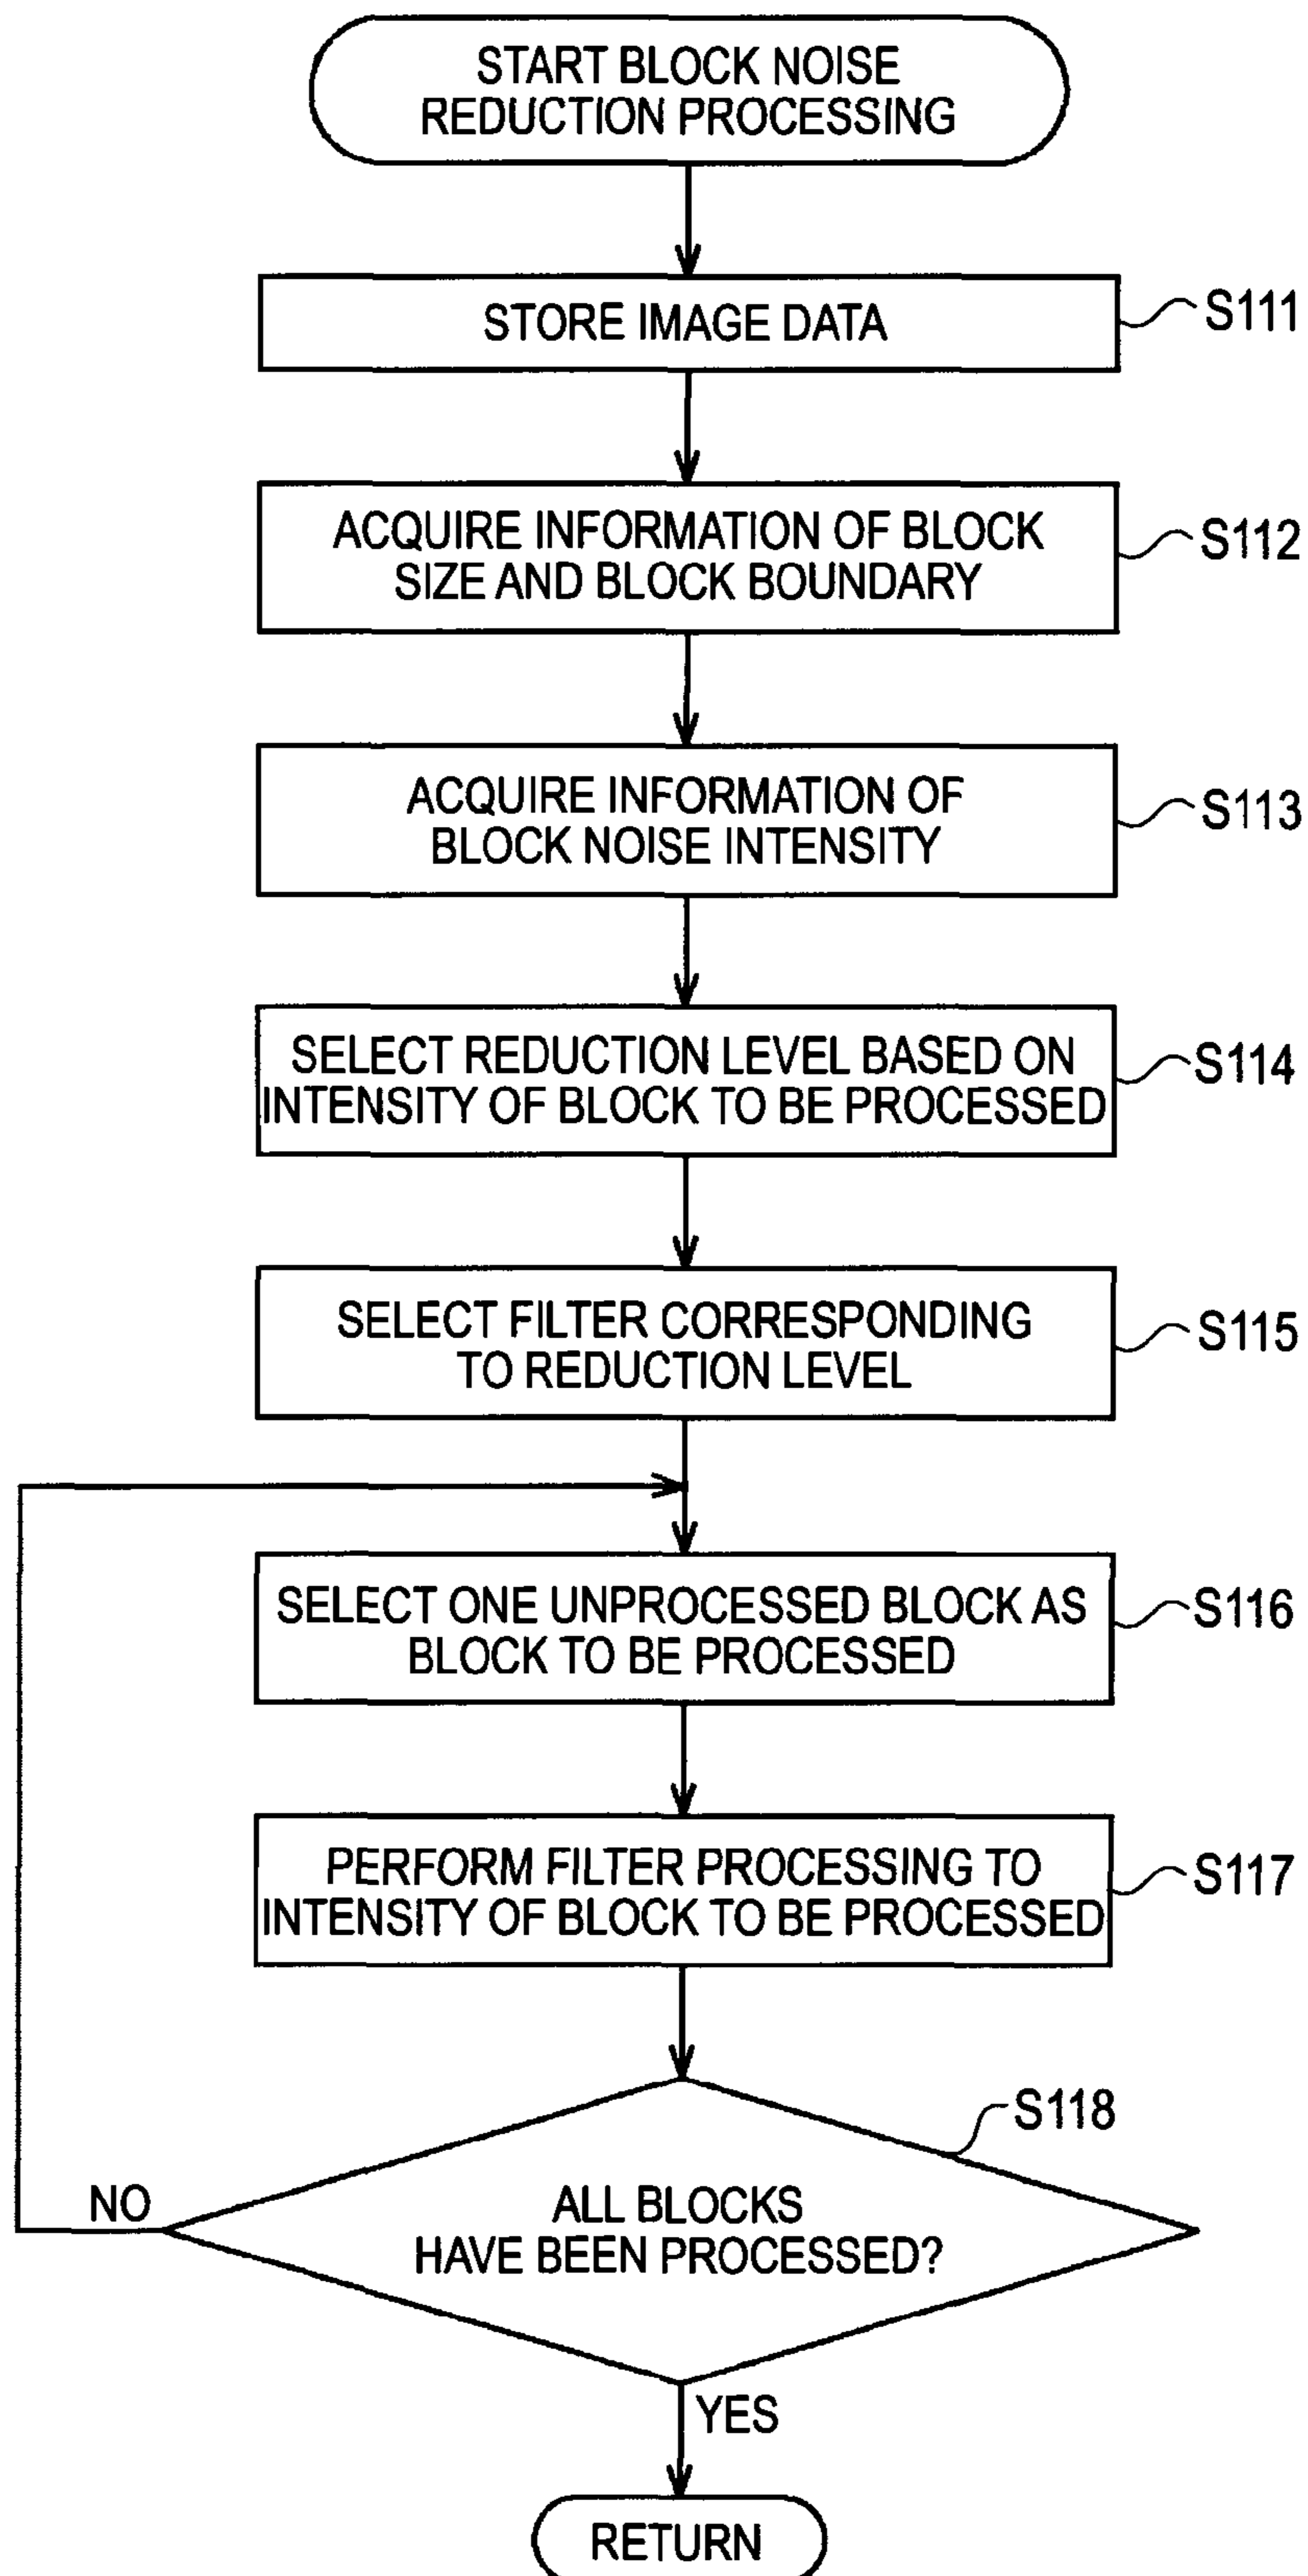 START BLOCK NOISE
REDUCTION PROCESSING
STORE IMAGE DATA
S111
ACQUIRE INFORMATION OF BLOCK
SIZE AND BLOCK BOUNDARY
S112
ACQUIRE INFORMATION OF
BLOCK NOISE INTENSITY
S113
SELECT REDUCTION LEVEL BASED ON
INTENSITY OF BLOCK TO BE PROCESSED
S114
SELECT FILTER CORRESPONDING
TO REDUCTION LEVEL
S115
SELECT ONE UNPROCESSED BLOCK AS
BLOCK TO BE PROCESSED
S116
PERFORM FILTER PROCESSING TO
INTENSITY OF BLOCK TO BE PROCESSED
S117
S118
NO
ALL BLOCKS
HAVE BEEN PROCESSED?
YES
RETURN